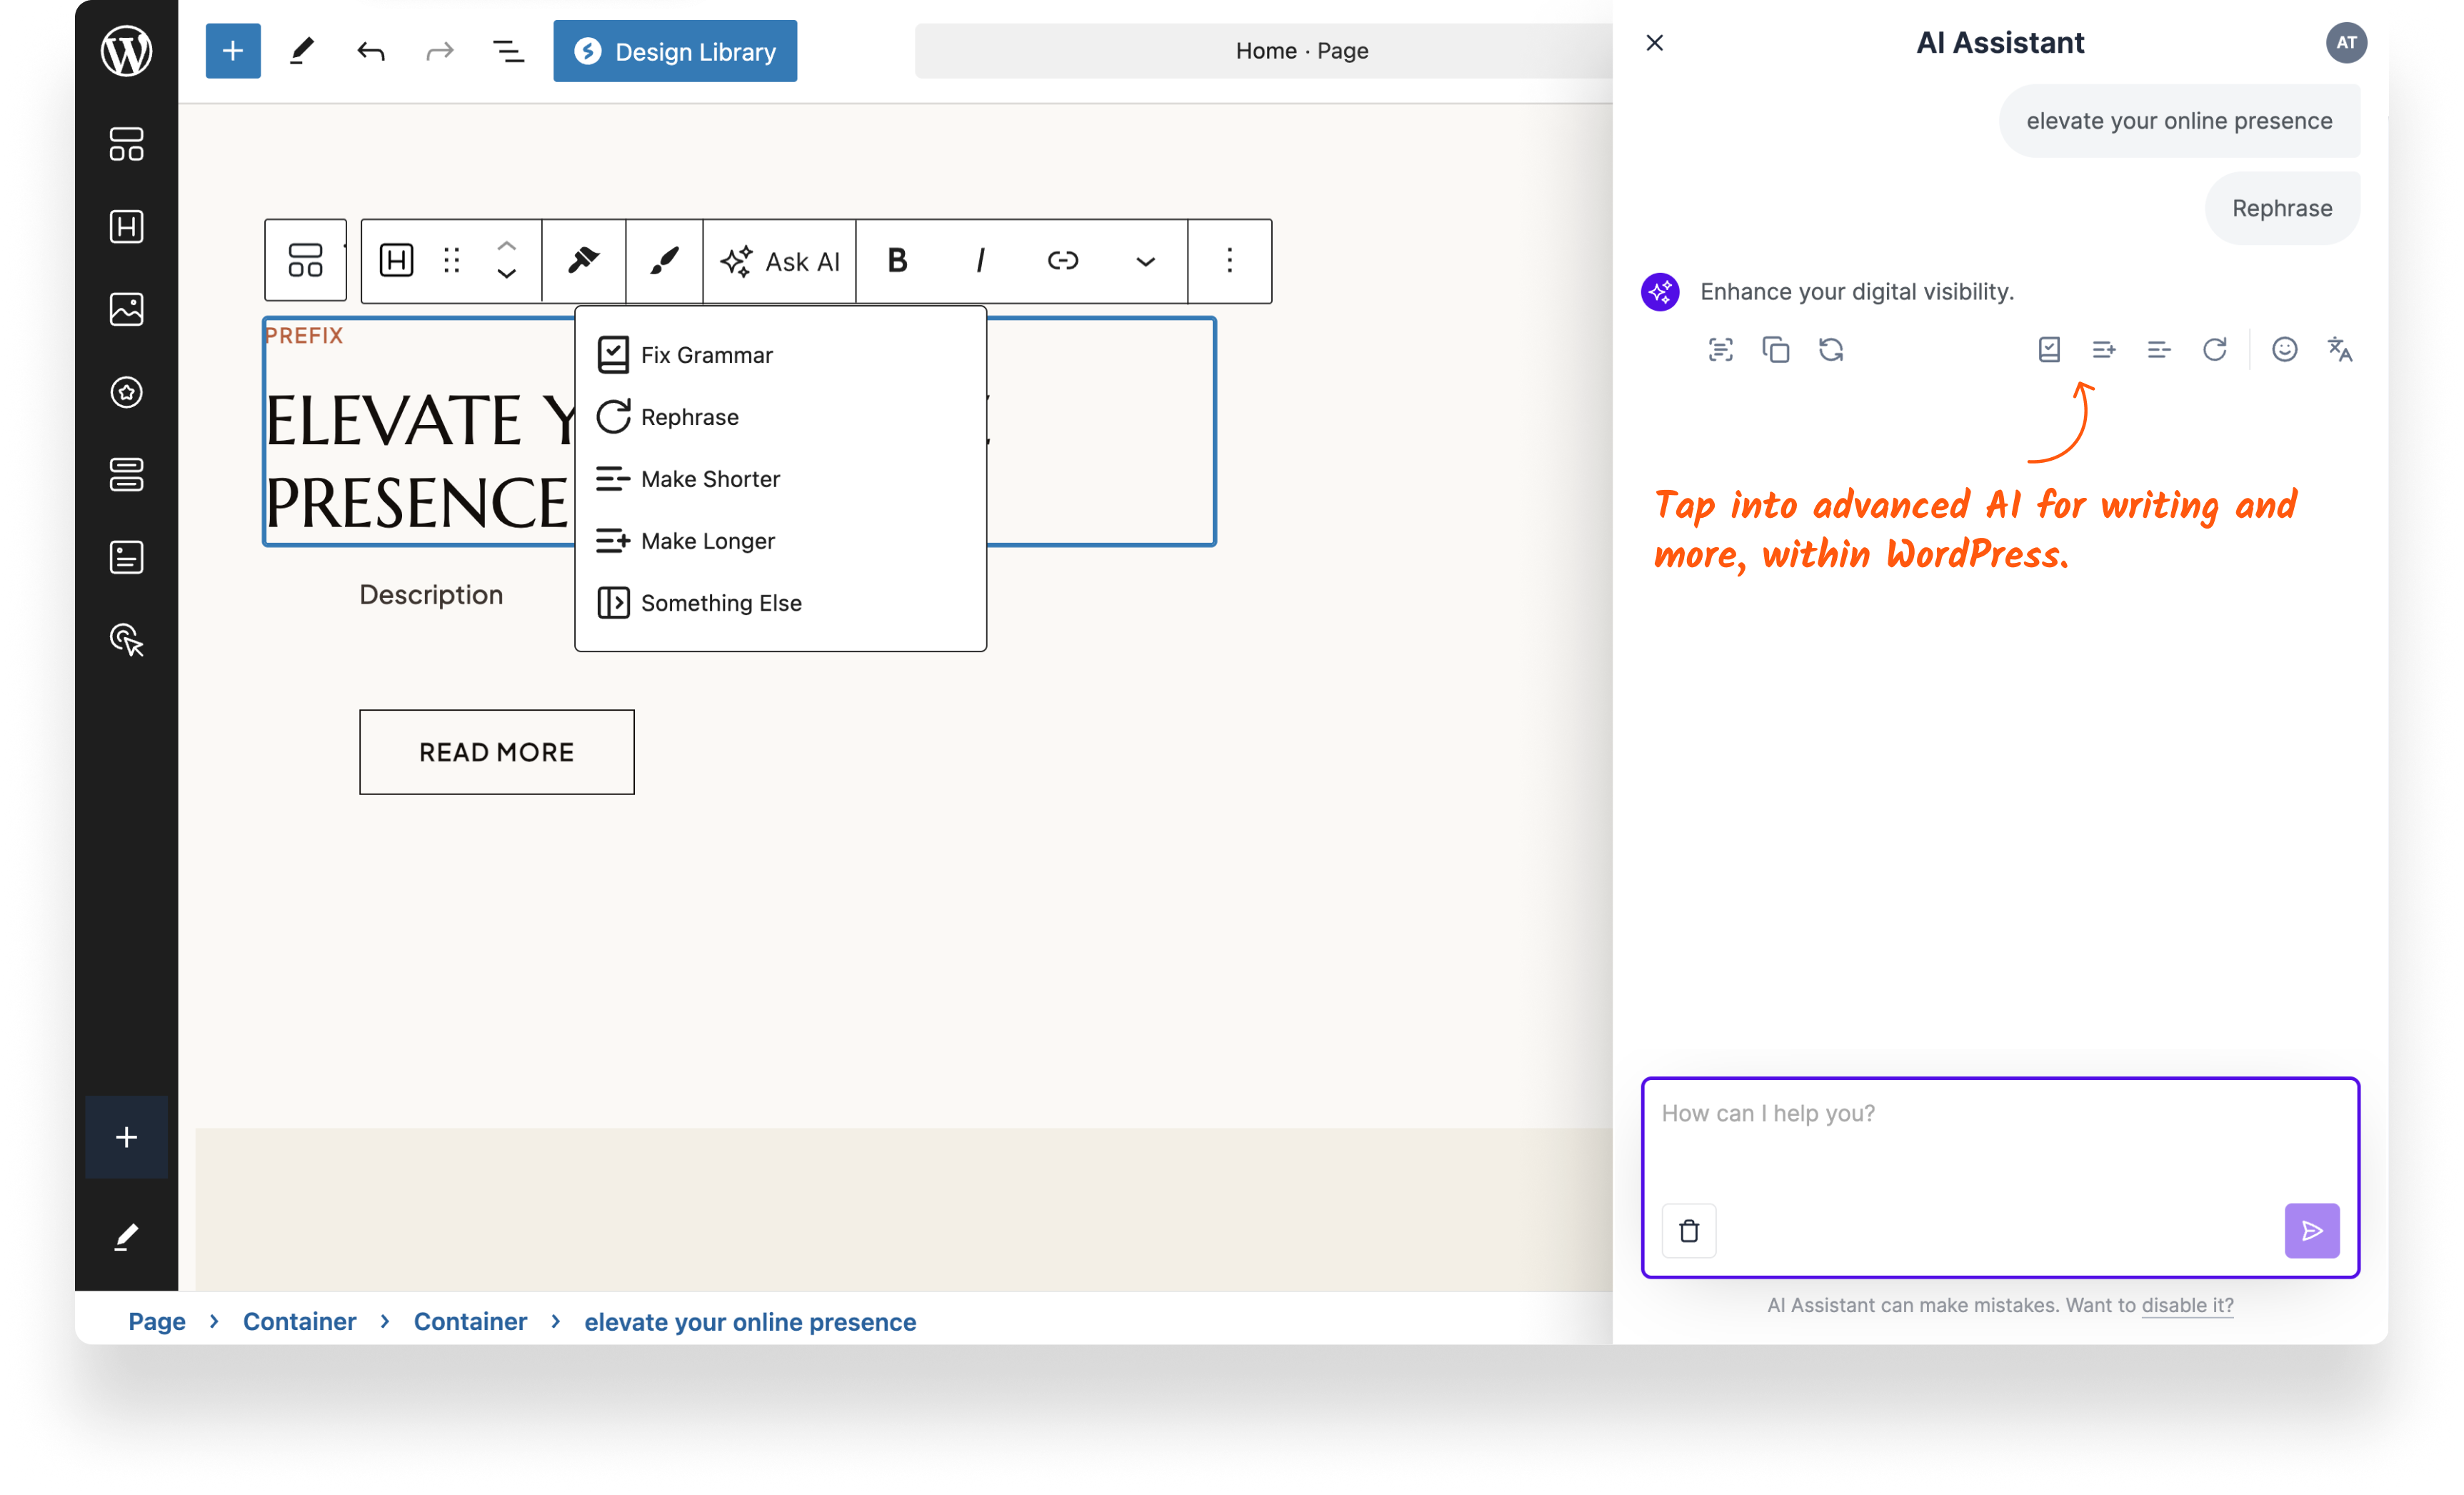 Design Library
Home · Page
AI Assistant
AT
elevate your online presence
Rephrase
Enhance your digital visibility.
Tap into advanced AI for writing and
more, within WordPress.
Ask AI
B I
PREFIX
ELEVATE Y
PRESENCE
Fix Grammar
Rephrase
Make Shorter
Make Longer
Something Else
Description
READ MORE
How can I help you?
AI Assistant can make mistakes. Want to disable it?
Page > Container > Container > elevate your online presence